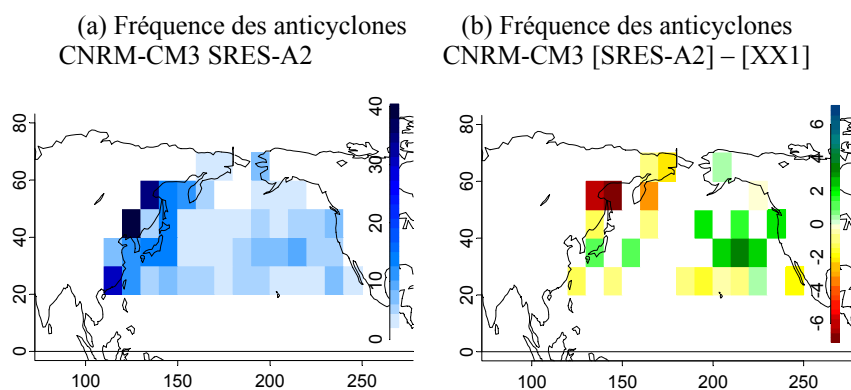 (a) Fréquence des anticyclones
CNRM-CM3 SRES-A2
(b) Fréquence des anticyclones
CNRM-CM3 [SRES-A2] – [XX1]
80
60
40
20
0
100 150 200 250
0 10 20 30 40
80
60
40
20
0
100 150 200 250
-6 -4 -2 0 2 4 6